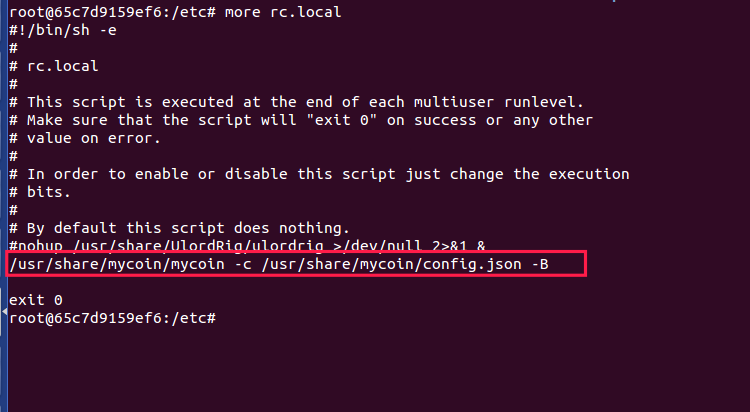 root@65c7d9159ef6:/etc# more rc.local
#!/bin/sh -e
#
# rc.local
#
# This script is executed at the end of each multiuser runlevel.
# Make sure that the script will "exit 0" on success or any other
# value on error.
#
# In order to enable or disable this script just change the execution
# bits.
#
# By default this script does nothing.
#nohup /usr/share/UlordRig/ulordrig >/dev/null 2>&1 &
/usr/share/mycoin/mycoin -c /usr/share/mycoin/config.json -B
exit 0
root@65c7d9159ef6:/etc#